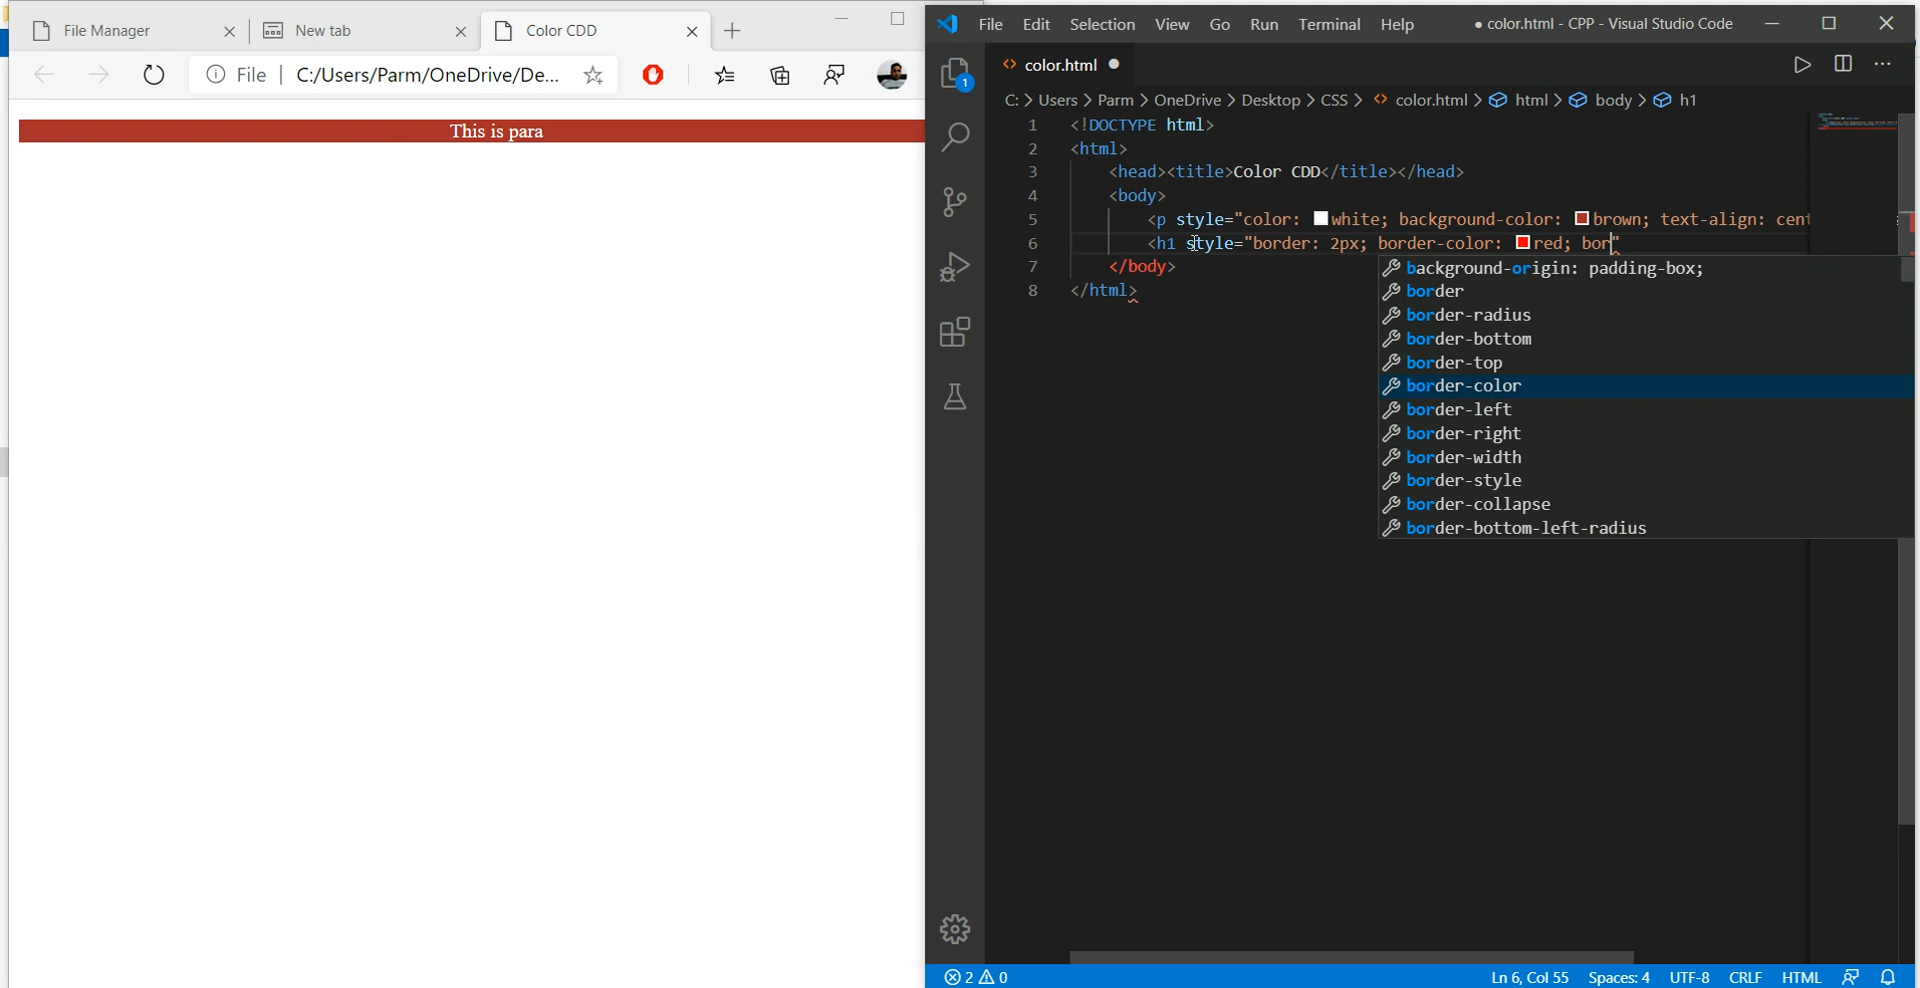 File Manager
New tab
Color CDD
File | C:/Users/Parm/OneDrive/De...
This is para
File Edit Selection View Go Run Terminal Help
● color.html - CPP - Visual Studio Code
1
<> color.html ●
C: > Users > Parm > OneDrive > Desktop > CSS > <> color.html > html > body > h1
1 <!DOCTYPE html>
2 <html>
3 <head><title>Color CDD</title></head>
4 <body>
5 <p style="color: white; background-color: brown; text-align: cent
6 <h1 style="border: 2px; border-color: red; bor"
7 </body>
8 </html>
background-origin: padding-box;
border
border-radius
border-bottom
border-top
border-color
border-left
border-right
border-width
border-style
border-collapse
border-bottom-left-radius
2 0
Ln 6, Col 55 Spaces: 4 UTF-8 CRLF HTML